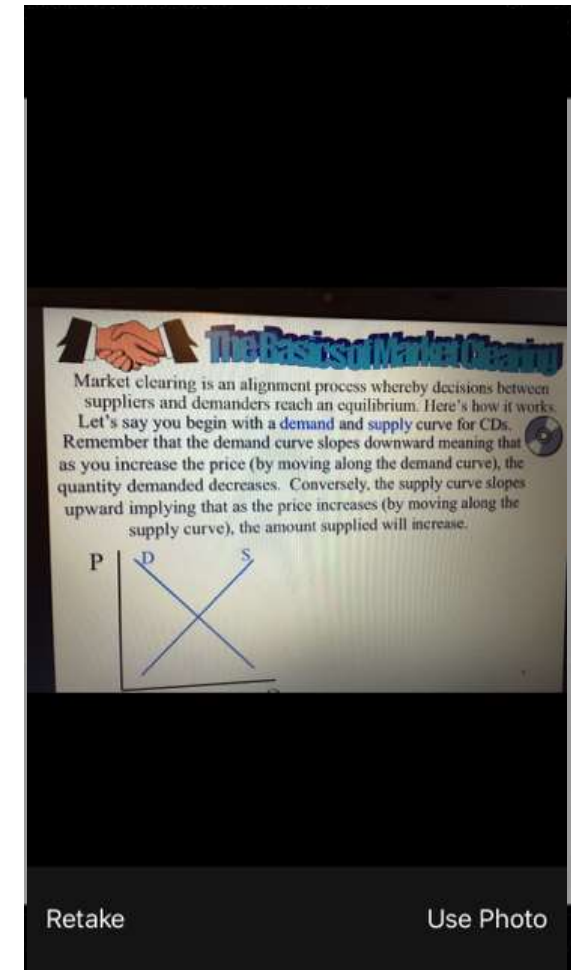 The Basics of Market Clearing
Market clearing is an alignment process whereby decisions between
suppliers and demanders reach an equilibrium. Here's how it works.
Let's say you begin with a demand and supply curve for CDs.
Remember that the demand curve slopes downward meaning that
as you increase the price (by moving along the demand curve), the
quantity demanded decreases. Conversely, the supply curve slopes
upward implying that as the price increases (by moving along the
supply curve), the amount supplied will increase.
P D S
Retake Use Photo